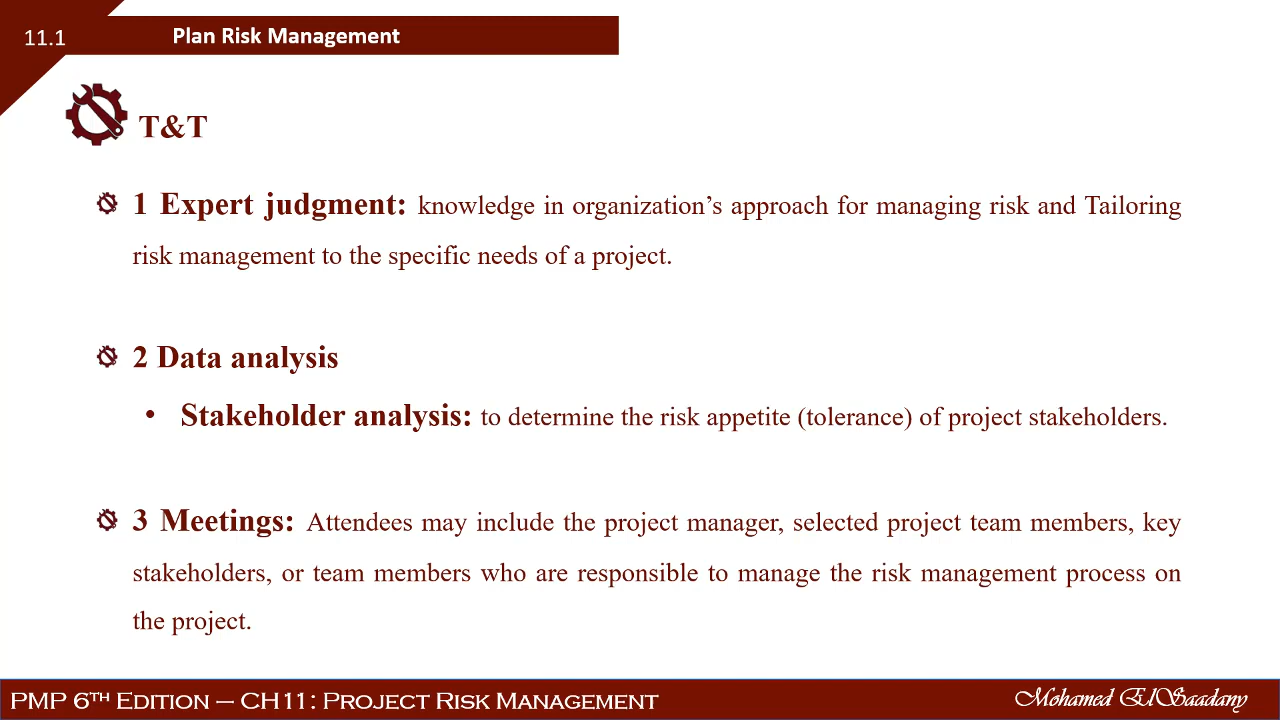 11.1
Plan Risk Management
T&T
1 Expert judgment: knowledge in organization’s approach for managing risk and Tailoring
risk management to the specific needs of a project.
2 Data analysis
• Stakeholder analysis: to determine the risk appetite (tolerance) of project stakeholders.
3 Meetings: Attendees may include the project manager, selected project team members, key
stakeholders, or team members who are responsible to manage the risk management process on
the project.
PMP 6TH Edition – CH11: Project Risk Management
Mohamed ElSaadany